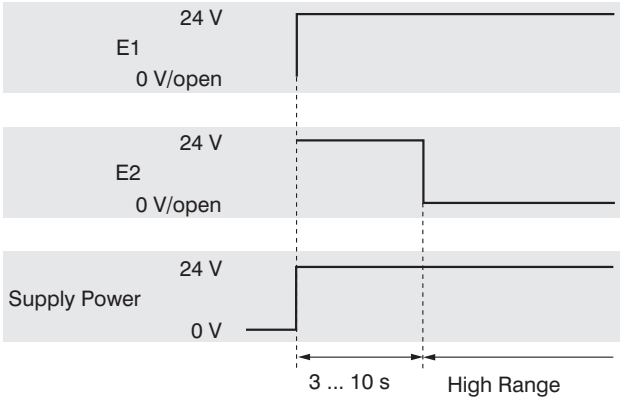 24 V
E1
0 V/open
24 V
E2
0 V/open
24 V
Supply Power
0 V
3 ... 10 s
High Range